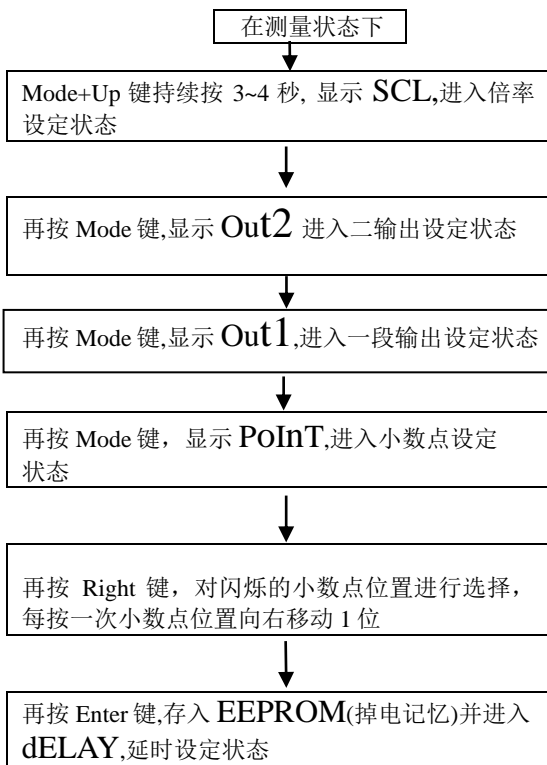 在测量状态下
Mode+Up 键持续按 3~4 秒, 显示 SCL,进入倍率
设定状态
再按 Mode 键,显示 Out2 进入二输出设定状态
再按 Mode 键,显示 Out1,进入一段输出设定状态
再按 Mode 键，显示 PoInT,进入小数点设定
状态
再按 Right 键，对闪烁的小数点位置进行选择，
每按一次小数点位置向右移动 1 位
再按 Enter 键,存入 EEPROM(掉电记忆)并进入
dELAY,延时设定状态